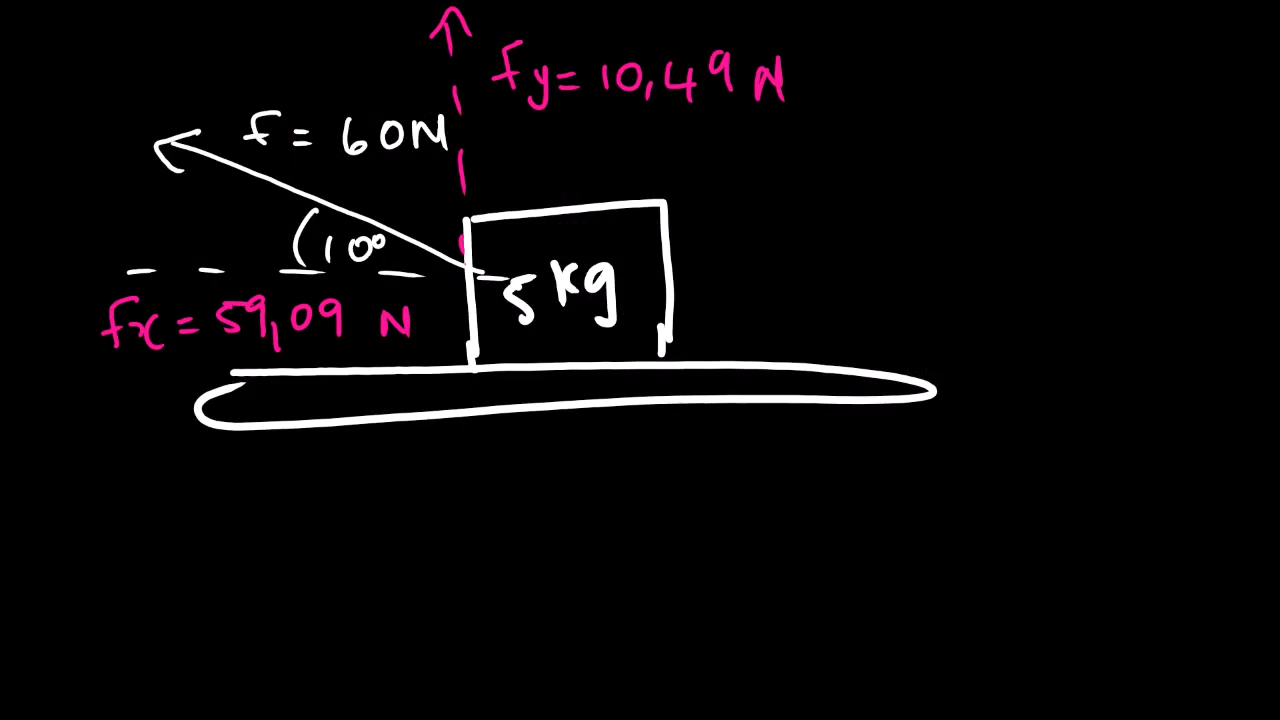 fy = 10,49 N
f = 60N
10°
5kg
fx = 59,09 N